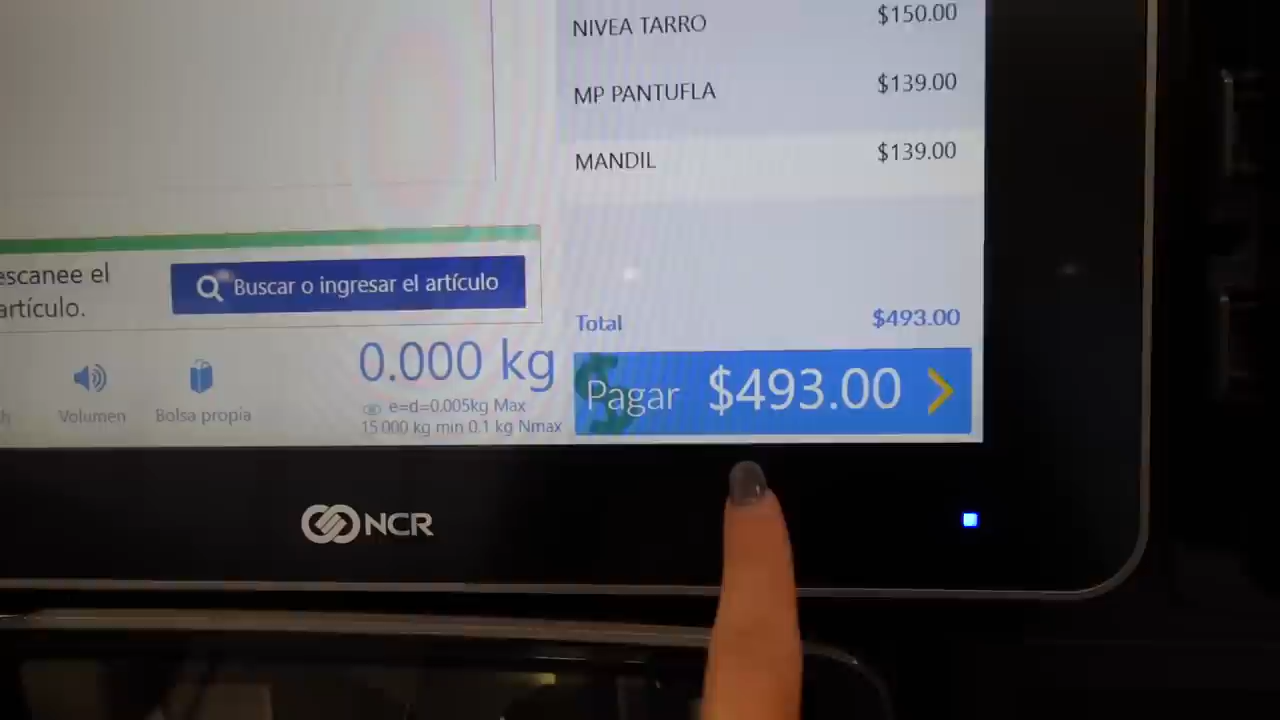 NIVEA TARRO $150.00
MP PANTUFLA $139.00
MANDIL $139.00
escanee el
artículo.
Buscar o ingresar el artículo
Total $493.00
Pagar $493.00
0.000 kg
e=d=0.005kg Max
15 000 kg min 0.1 kg Nmax
Volumen
Bolsa propia
NCR